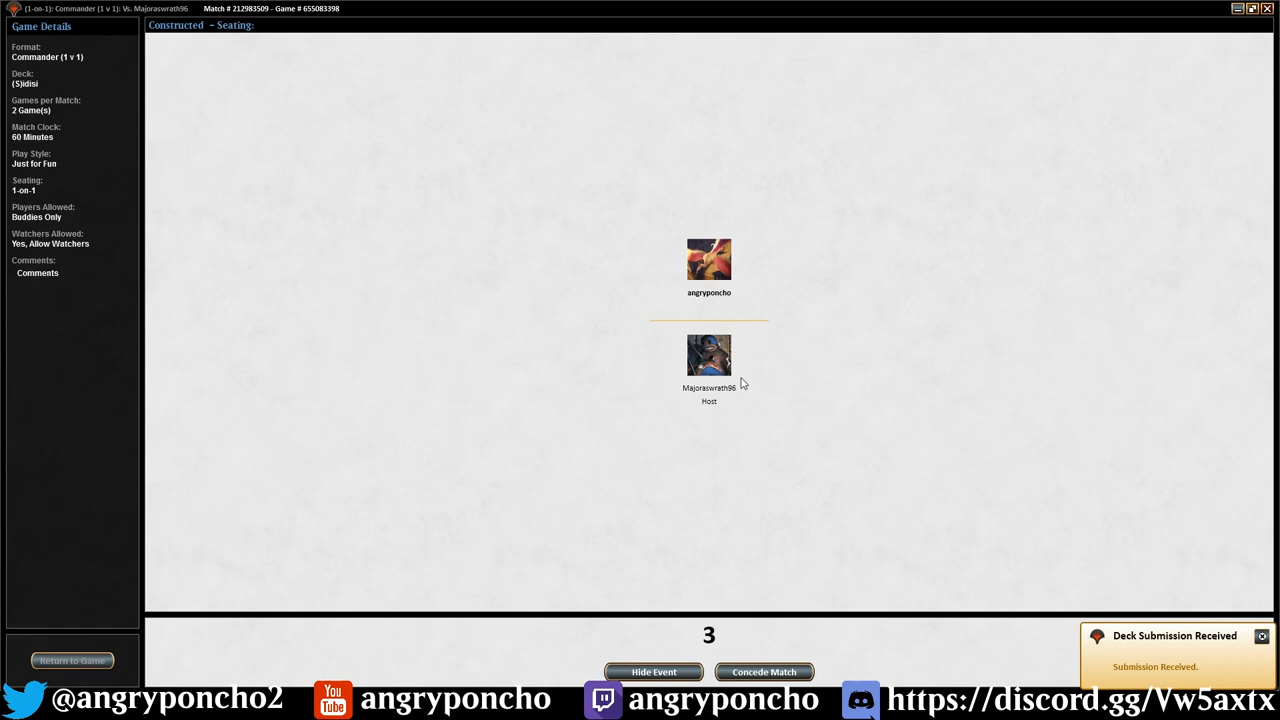 (1-on-1): Commander (1 v 1): Vs. Majoraswrath96 Match # 212983509 - Game # 655083398
Game Details
Format:
Commander (1 v 1)
Deck:
(S)idisi
Games per Match:
2 Game(s)
Match Clock:
60 Minutes
Play Style:
Just for Fun
Seating:
1-on-1
Players Allowed:
Buddies Only
Watchers Allowed:
Yes, Allow Watchers
Comments:
Comments
Return to Game
Constructed - Seating:
angryponcho
Majoraswrath96
Host
3
Hide Event Concede Match
Deck Submission Received
Submission Received.
@angryponcho2 You Tube angryponcho angryponcho https://discord.gg/Vw5axtx